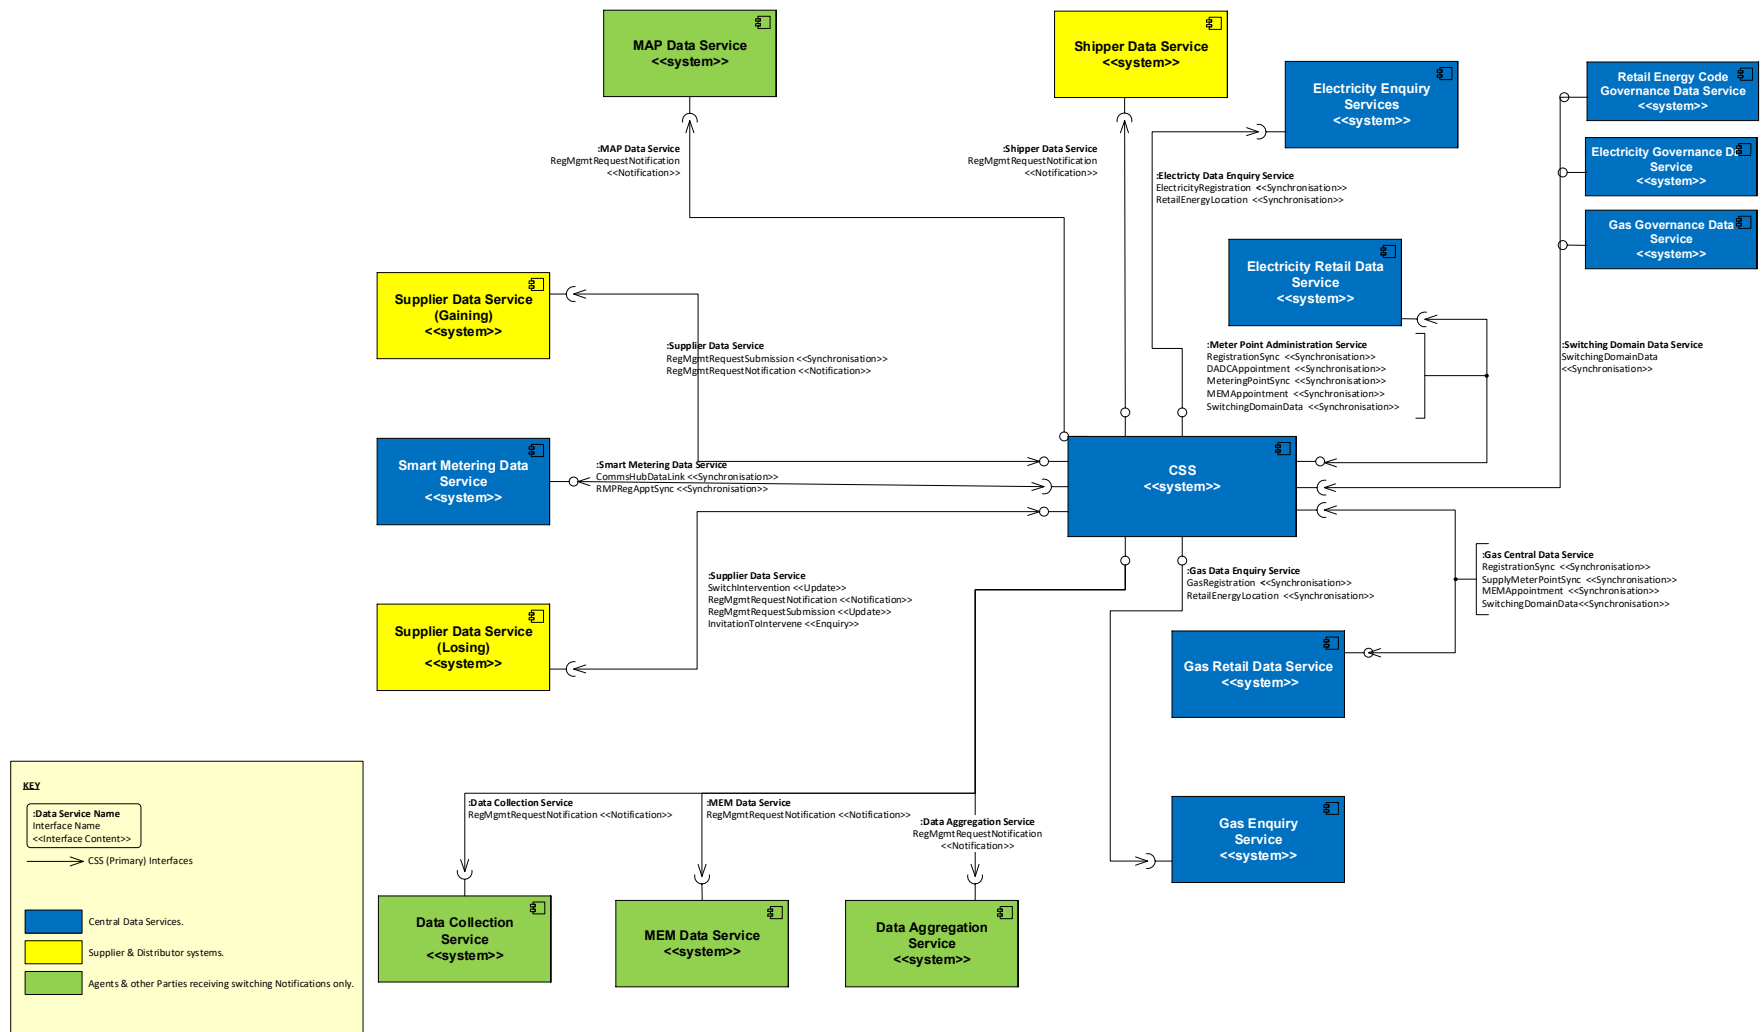 MAP Data Service
<<system>>
Shipper Data Service
<<system>>
Electricity Enquiry
Services
<<system>>
Retail Energy Code
Governance Data Service
<<system>>
Electricity Governance Da
Service
<<system>>
Gas Governance Data
Service
<<system>>
:MAP Data Service
RegMgmtRequestNotification
<<Notification>>
:Shipper Data Service
RegMgmtRequestNotification
<<Notification>>
:Electricty Data Enquiry Service
ElectricityRegistration <<Synchronisation>>
RetailEnergyLocation <<Synchronisation>>
Electricity Retail Data
Service
<<system>>
Supplier Data Service
(Gaining)
<<system>>
:Supplier Data Service
RegMgmtRequestSubmission <<Synchronisation>>
RegMgmtRequestNotification <<Notification>>
:Meter Point Administration Service
RegistrationSync <<Synchronisation>>
DADCAppointment <<Synchronisation>>
MeteringPointSync <<Synchronisation>>
MEMAppointment <<Synchronisation>>
SwitchingDomainData <<Synchronisation>>
:Switching Domain Data Service
SwitchingDomainData
<<Synchronisation>>
Smart Metering Data
Service
<<system>>
:Smart Metering Data Service
CommsHubDataLink <<Synchronisation>>
RMPRegApptSync <<Synchronisation>>
CSS
<<system>>
:Supplier Data Service
SwitchIntervention <<Update>>
RegMgmtRequestNotification <<Notification>>
RegMgmtRequestSubmission <<Update>>
InvitationToIntervene <<Enquiry>>
:Gas Data Enquiry Service
GasRegistration <<Synchronisation>>
RetailEnergyLocation <<Synchronisation>>
:Gas Central Data Service
RegistrationSync <<Synchronisation>>
SupplyMeterPointSync <<Synchronisation>>
MEMAppointment <<Synchronisation>>
SwitchingDomainData<<Synchronisation>>
Supplier Data Service
(Losing)
<<system>>
Gas Retail Data Service
<<system>>
KEY
:Data Service Name
Interface Name
<<Interface Content>>
CSS (Primary) Interfaces
Central Data Services.
Supplier & Distributor systems.
Agents & other Parties receiving switching Notifications only.
:Data Collection Service
RegMgmtRequestNotification <<Notification>>
:MEM Data Service
RegMgmtRequestNotification <<Notification>>
:Data Aggregation Service
RegMgmtRequestNotification
<<Notification>>
Gas Enquiry
Service
<<system>>
Data Collection
Service
<<system>>
MEM Data Service
<<system>>
Data Aggregation
Service
<<system>>